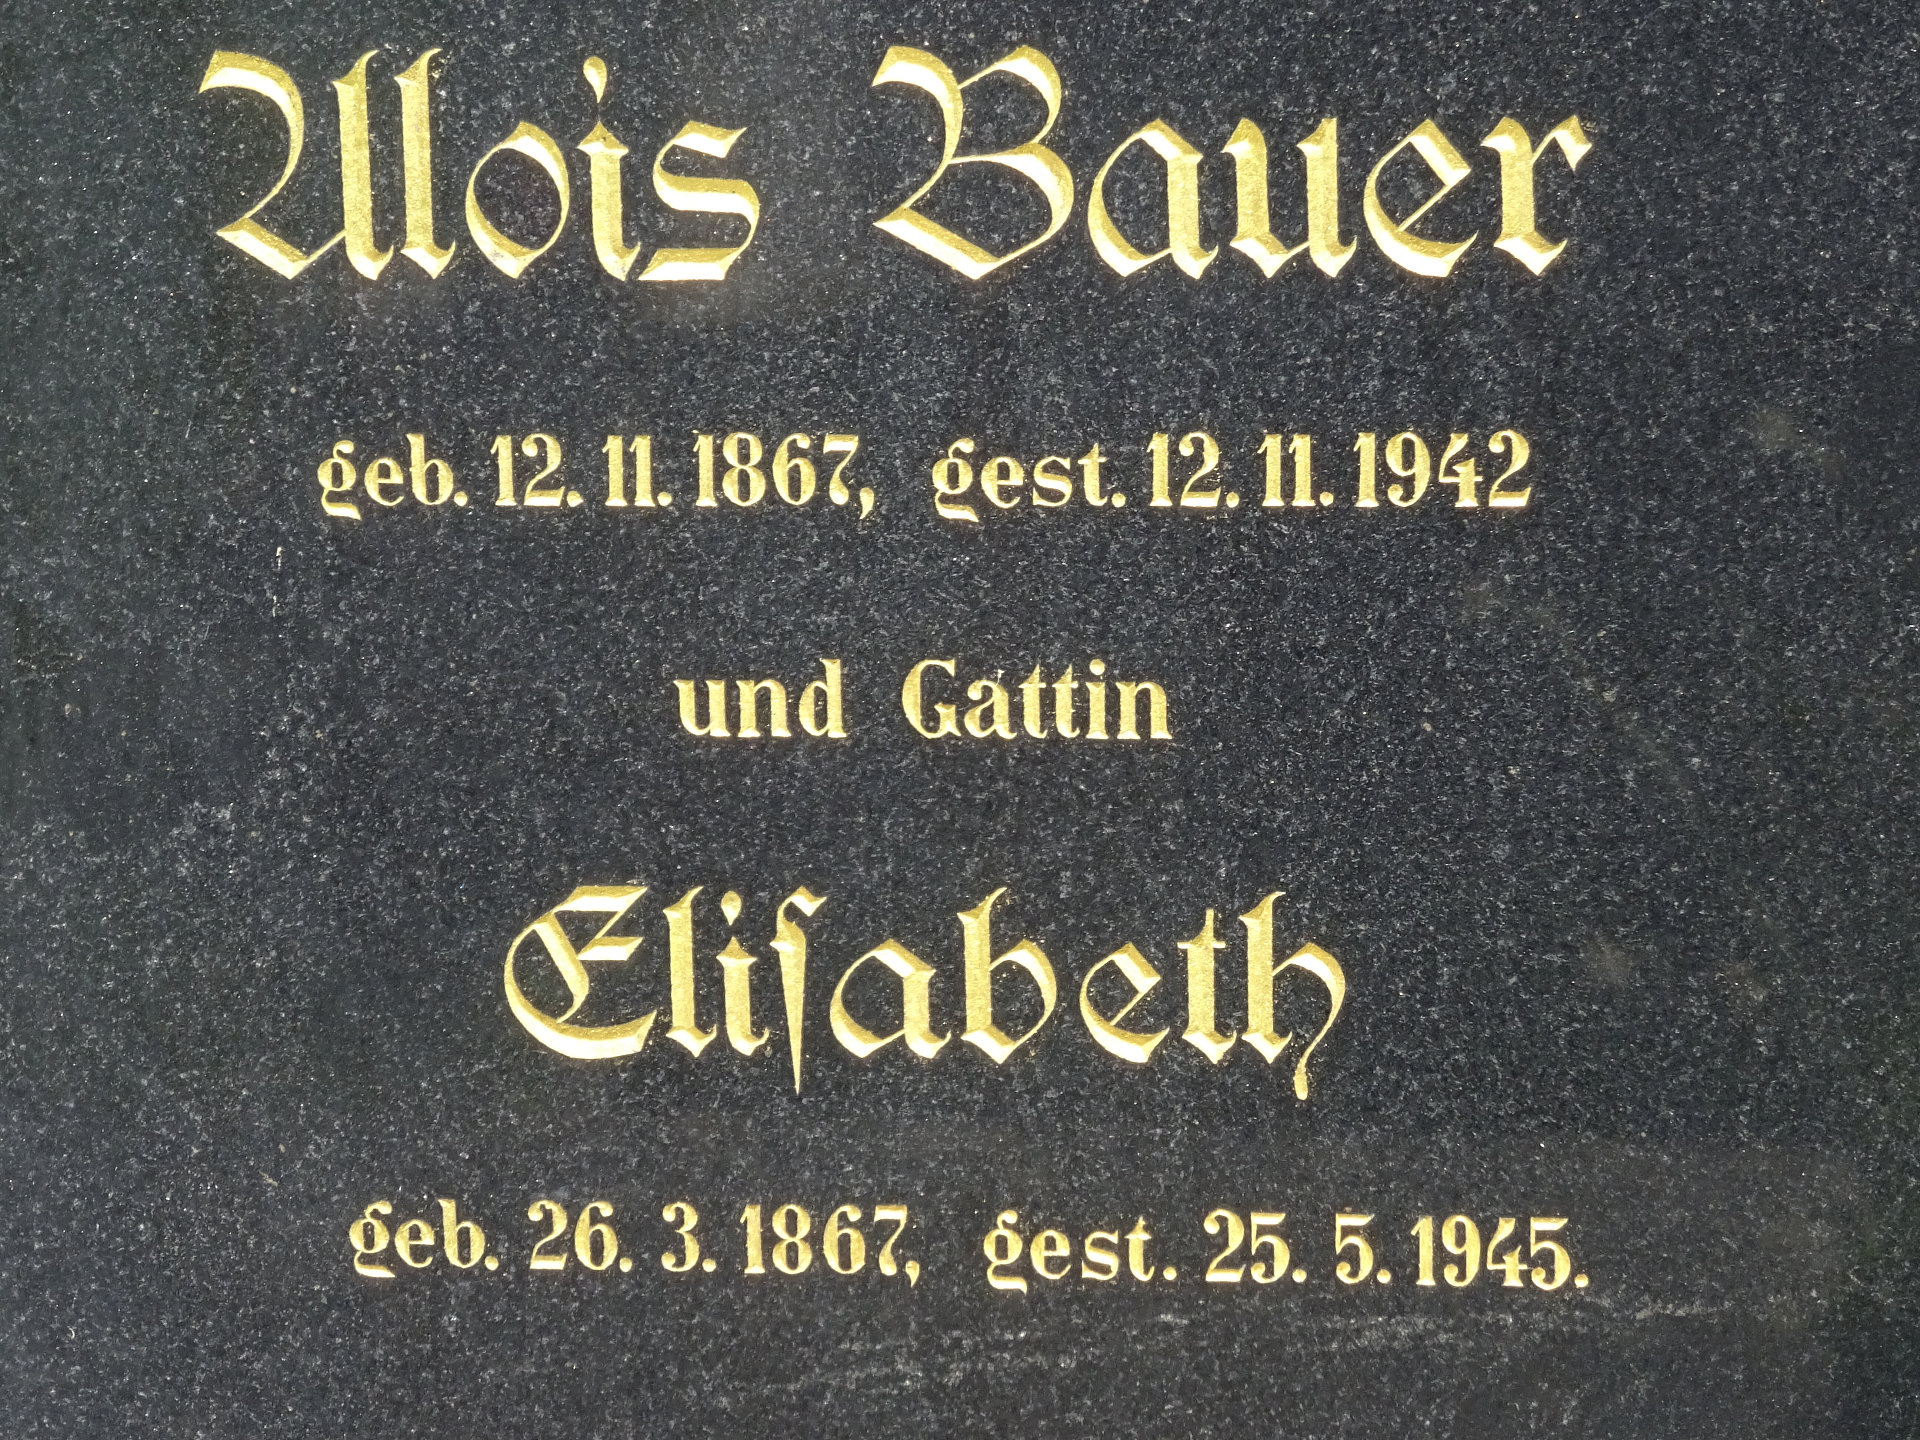 Alois Bauer
geb. 12. 11. 1867, gest. 12. 11. 1942
und Gattin
Eliſabeth
geb. 26. 3. 1867, gest. 25. 5. 1945.